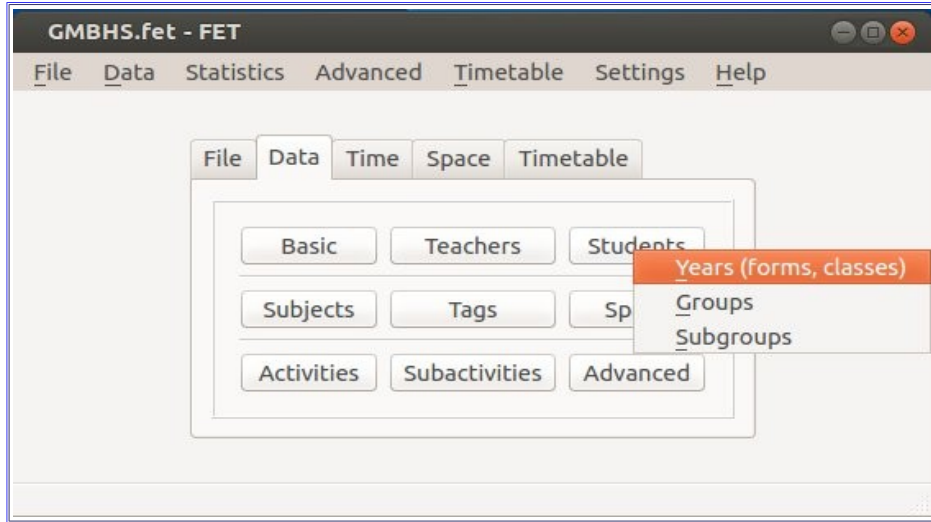 GMBHS.fet - FET
File Data Statistics Advanced Timetable Settings Help
File Data Time Space Timetable
Basic Teachers Students
Years (forms, classes)
Subjects Tags Sp
Groups
Subgroups
Activities Subactivities Advanced